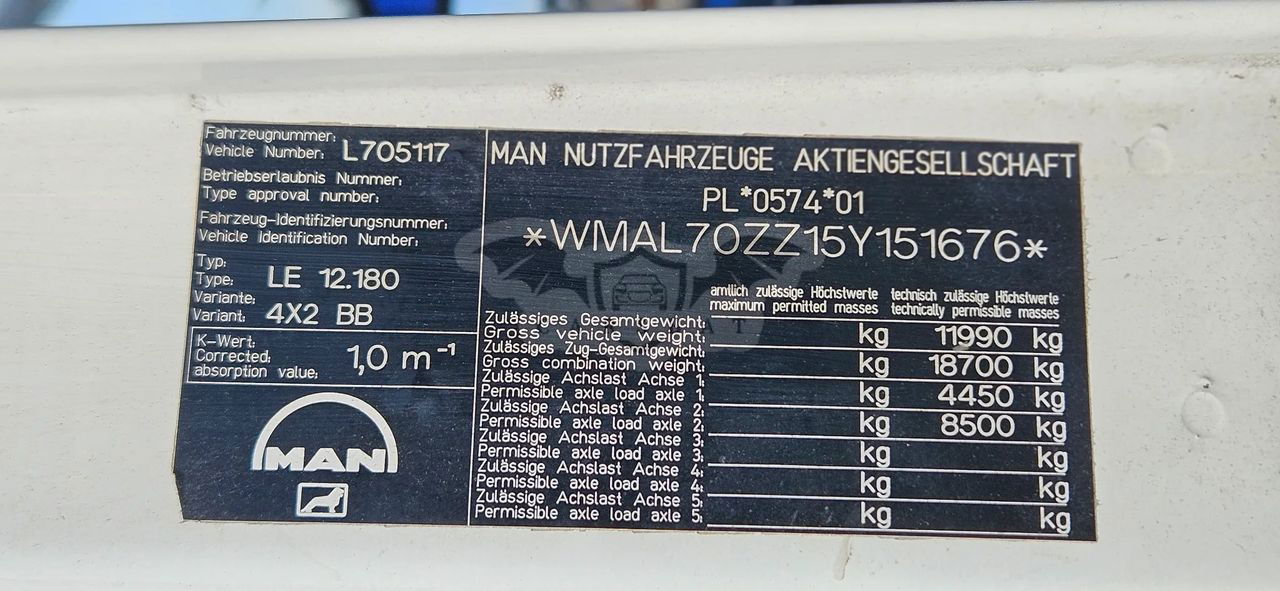 Fahrzeugnummer:
Vehicle Number: L705117
Betriebserlaubnis Nummer:
Type approval number:
Fahrzeug-Identifizierungsnummer:
Vehicle Identification Number:
Typ:
Type: LE 12.180
Variante:
Variant: 4X2 BB
K-Wert:
Corrected
absorption value: 1,0 m⁻¹
MAN
MAN NUTZFAHRZEUGE AKTIENGESELLSCHAFT
PL*0574*01
*WMAL70ZZ15Y151676*
amtlich zulässige Höchstwerte technisch zulässige Höchstwerte
maximum permitted masses technically permissible masses
Zulässiges Gesamtgewicht:
Gross vehicle weight: kg 11990 kg
Zulässiges Zug-Gesamtgewicht:
Gross combination weight: kg 18700 kg
Zulässige Achslast Achse 1:
Permissible axle load axle 1: kg 4450 kg
Zulässige Achslast Achse 2:
Permissible axle load axle 2: kg 8500 kg
Zulässige Achslast Achse 3:
Permissible axle load axle 3: kg kg
Zulässige Achslast Achse 4:
Permissible axle load axle 4: kg kg
Zulässige Achslast Achse 5:
Permissible axle load axle 5: kg kg